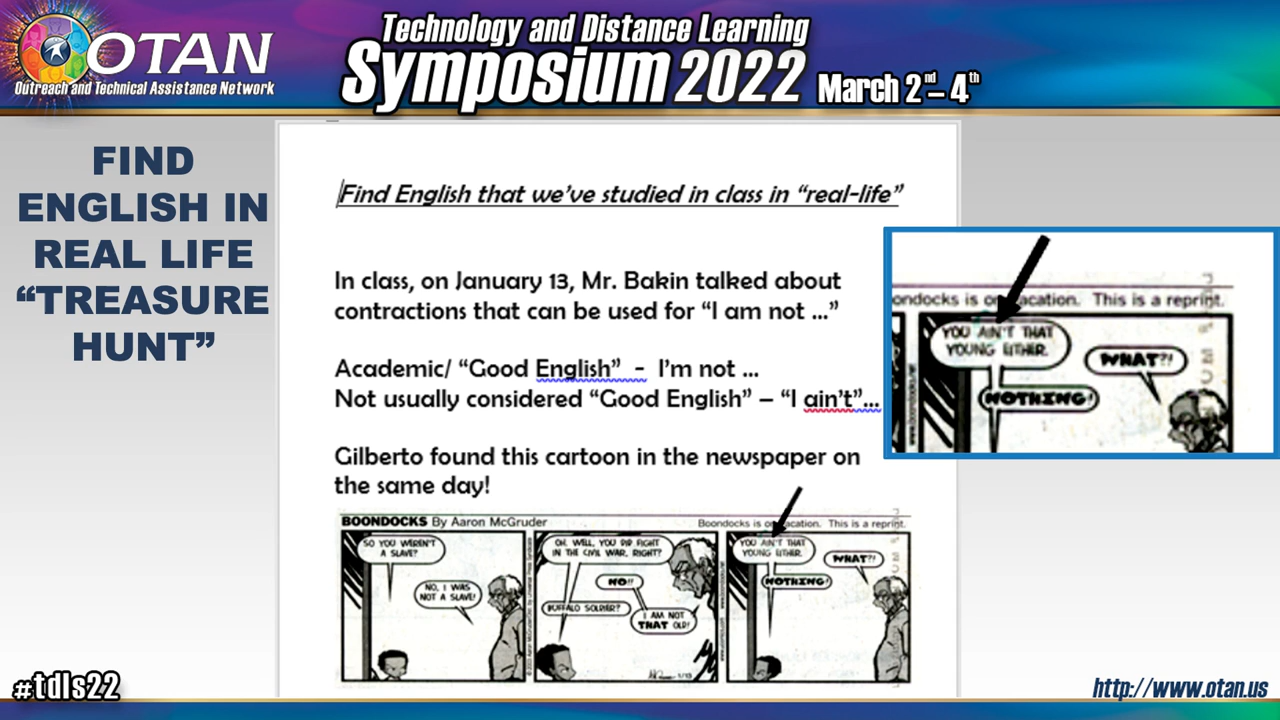 OTAN
Outreach and Technical Assistance Network
Technology and Distance Learning
Symposium 2022 March 2nd – 4th
FIND
ENGLISH IN
REAL LIFE
“TREASURE
HUNT”
Find English that we’ve studied in class in “real-life”
In class, on January 13, Mr. Bakin talked about
contractions that can be used for “I am not ...”
Academic/ “Good English” - I’m not ...
Not usually considered “Good English” – “I ain’t”...
Gilberto found this cartoon in the newspaper on
the same day!
BOONDOCKS By Aaron McGruder
Boondocks is on vacation. This is a reprint.
SO YOU WEREN'T
A SLAVE?
NO, I WAS
NOT A SLAVE!
OH. WELL, YOU DID FIGHT
IN THE CIVIL WAR, RIGHT?
NO!!
BUFFALO SOLDIER?
I AM NOT
THAT OLD!
1/13
YOU AIN'T THAT
YOUNG EITHER.
WHAT?!
NOTHING!
ondocks is on vacation. This is a reprint.
YOU AIN'T THAT
YOUNG EITHER.
WHAT?!
NOTHING!
#tdls22
http://www.otan.us